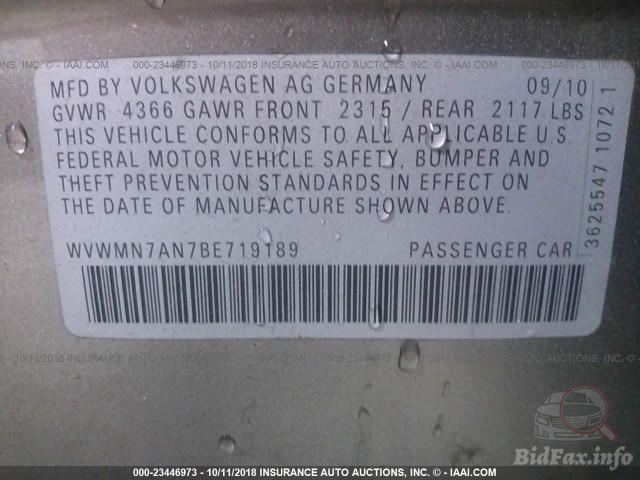 000-23446973 - 10/11/2018 INSURANCE AUTO AUCTIONS, INC. - © IAAI.COM
MFD BY VOLKSWAGEN AG GERMANY 09/10
GVWR 4366 GAWR FRONT 2315 / REAR 2117 LBS
THIS VEHICLE CONFORMS TO ALL APPLICABLE U.S
FEDERAL MOTOR VEHICLE SAFETY, BUMPER AND
THEFT PREVENTION STANDARDS IN EFFECT ON
THE DATE OF MANUFACTURE SHOWN ABOVE.
WVWMN7AN7BE719189 PASSENGER CAR
3625547 1072 1
BidFax.info
000-23446973 - 10/11/2018 INSURANCE AUTO AUCTIONS, INC. - © IAAI.COM